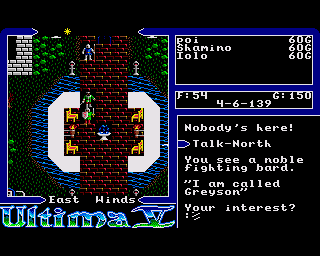 poi 60G
Shamino 60G
Iolo 60G
F:54 G:150
4-6-139
Nobody's here!
Talk-North
You see a noble
fighting bard.
"I am called
Greyson"
Your interest?
:
East Winds
Ultima V